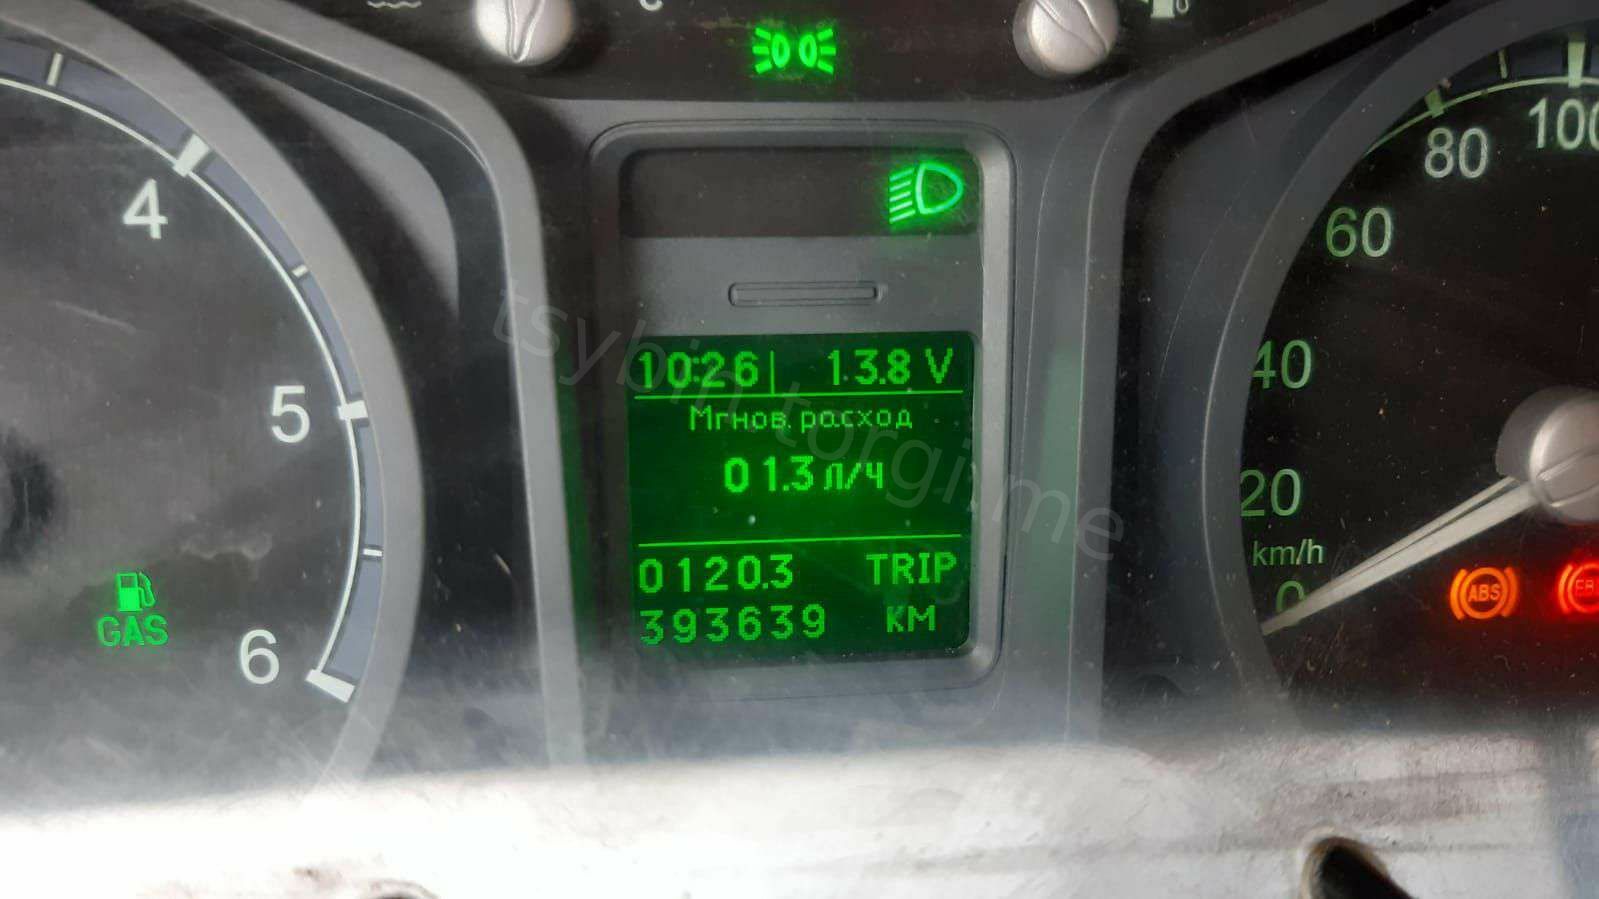 4
5
6
GAS
10:26 | 13.8 V
Мгнов. расход
01.3 л/ч
0120.3 TRIP
393639 KM
100
80
60
40
20
km/h
0
ABS
tsybin.torgi.me